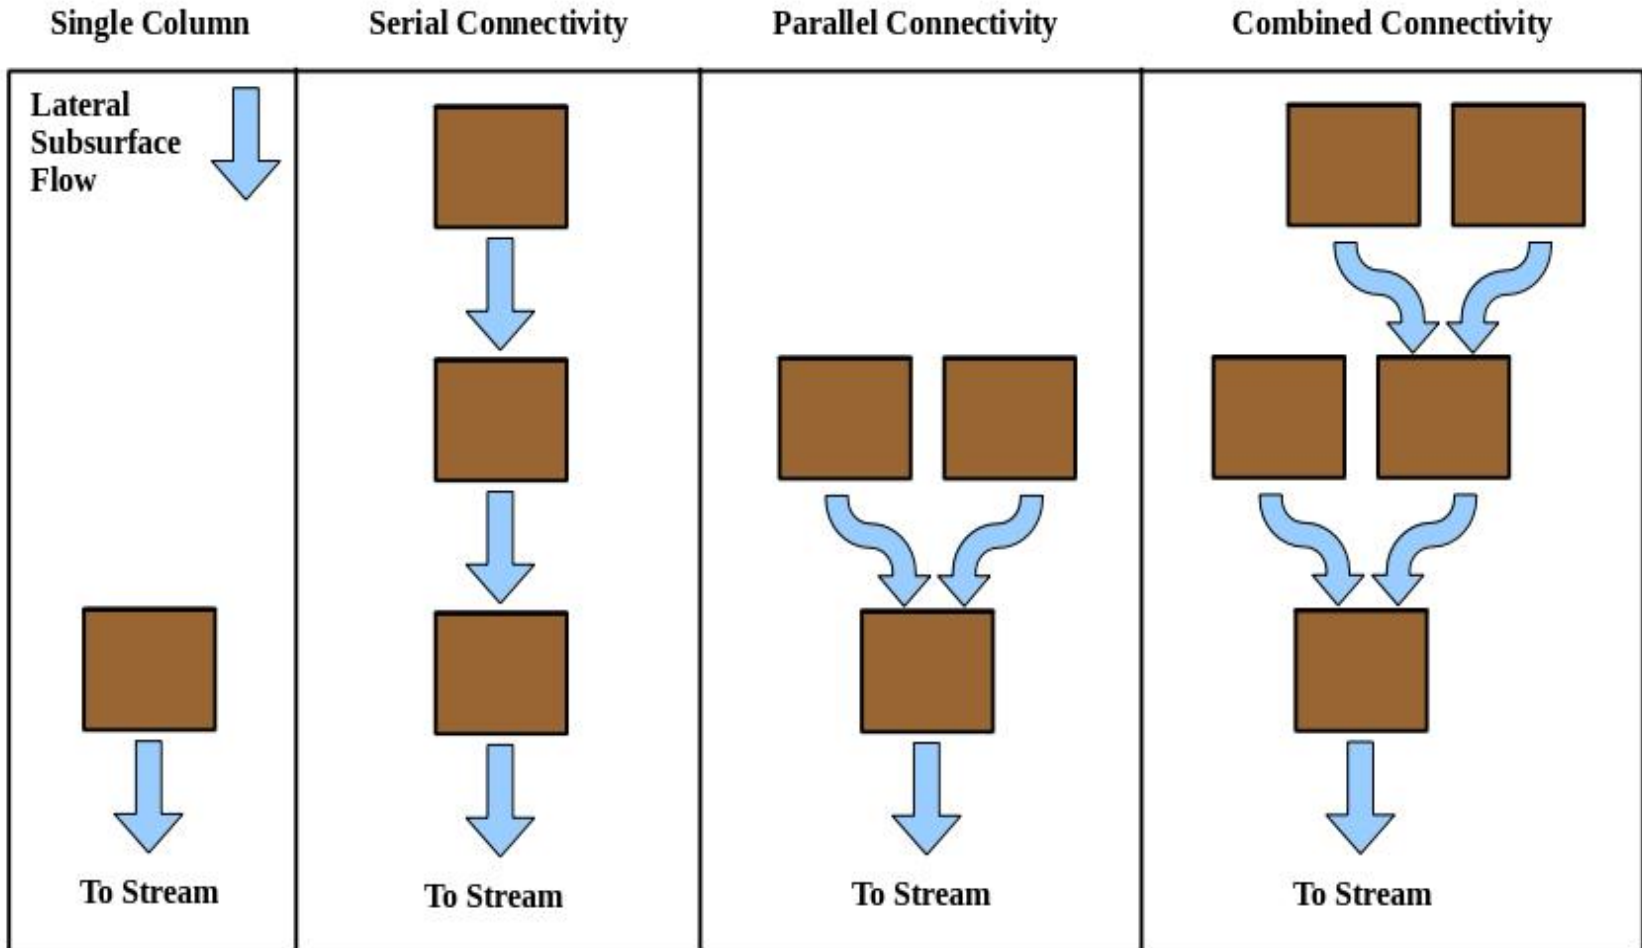 Single Column
Serial Connectivity
Parallel Connectivity
Combined Connectivity
Lateral
Subsurface
Flow
To Stream
To Stream
To Stream
To Stream